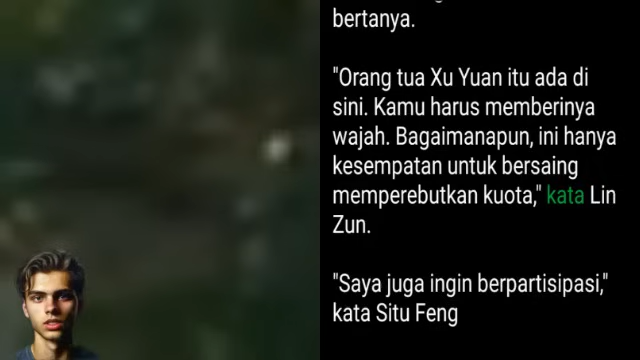 bertanya.
"Orang tua Xu Yuan itu ada di
sini. Kamu harus memberinya
wajah. Bagaimanapun, ini hanya
kesempatan untuk bersaing
memperebutkan kuota," kata Lin
Zun.
"Saya juga ingin berpartisipasi,"
kata Situ Feng